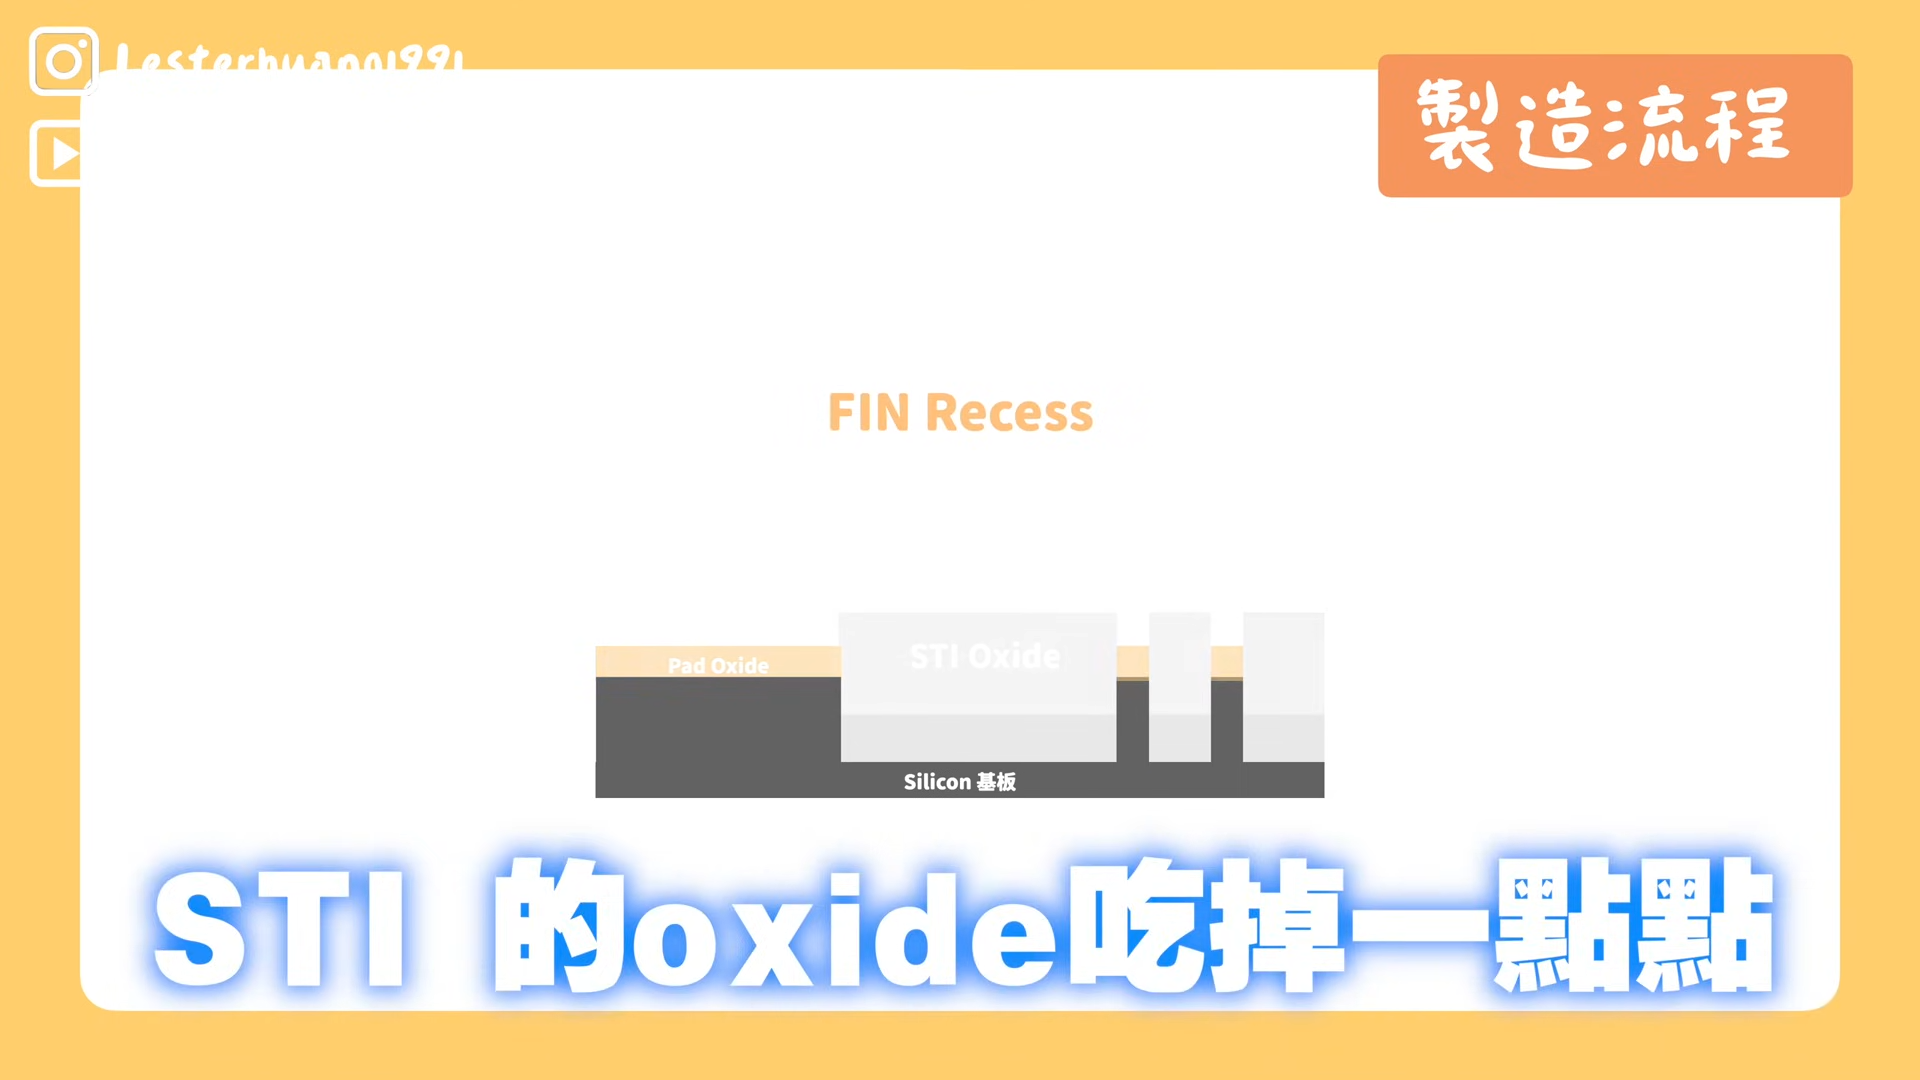 Lesterhuang1991
製造流程
FIN Recess
STI Oxide
Pad Oxide
Silicon 基板
STI 的oxide吃掉一點點